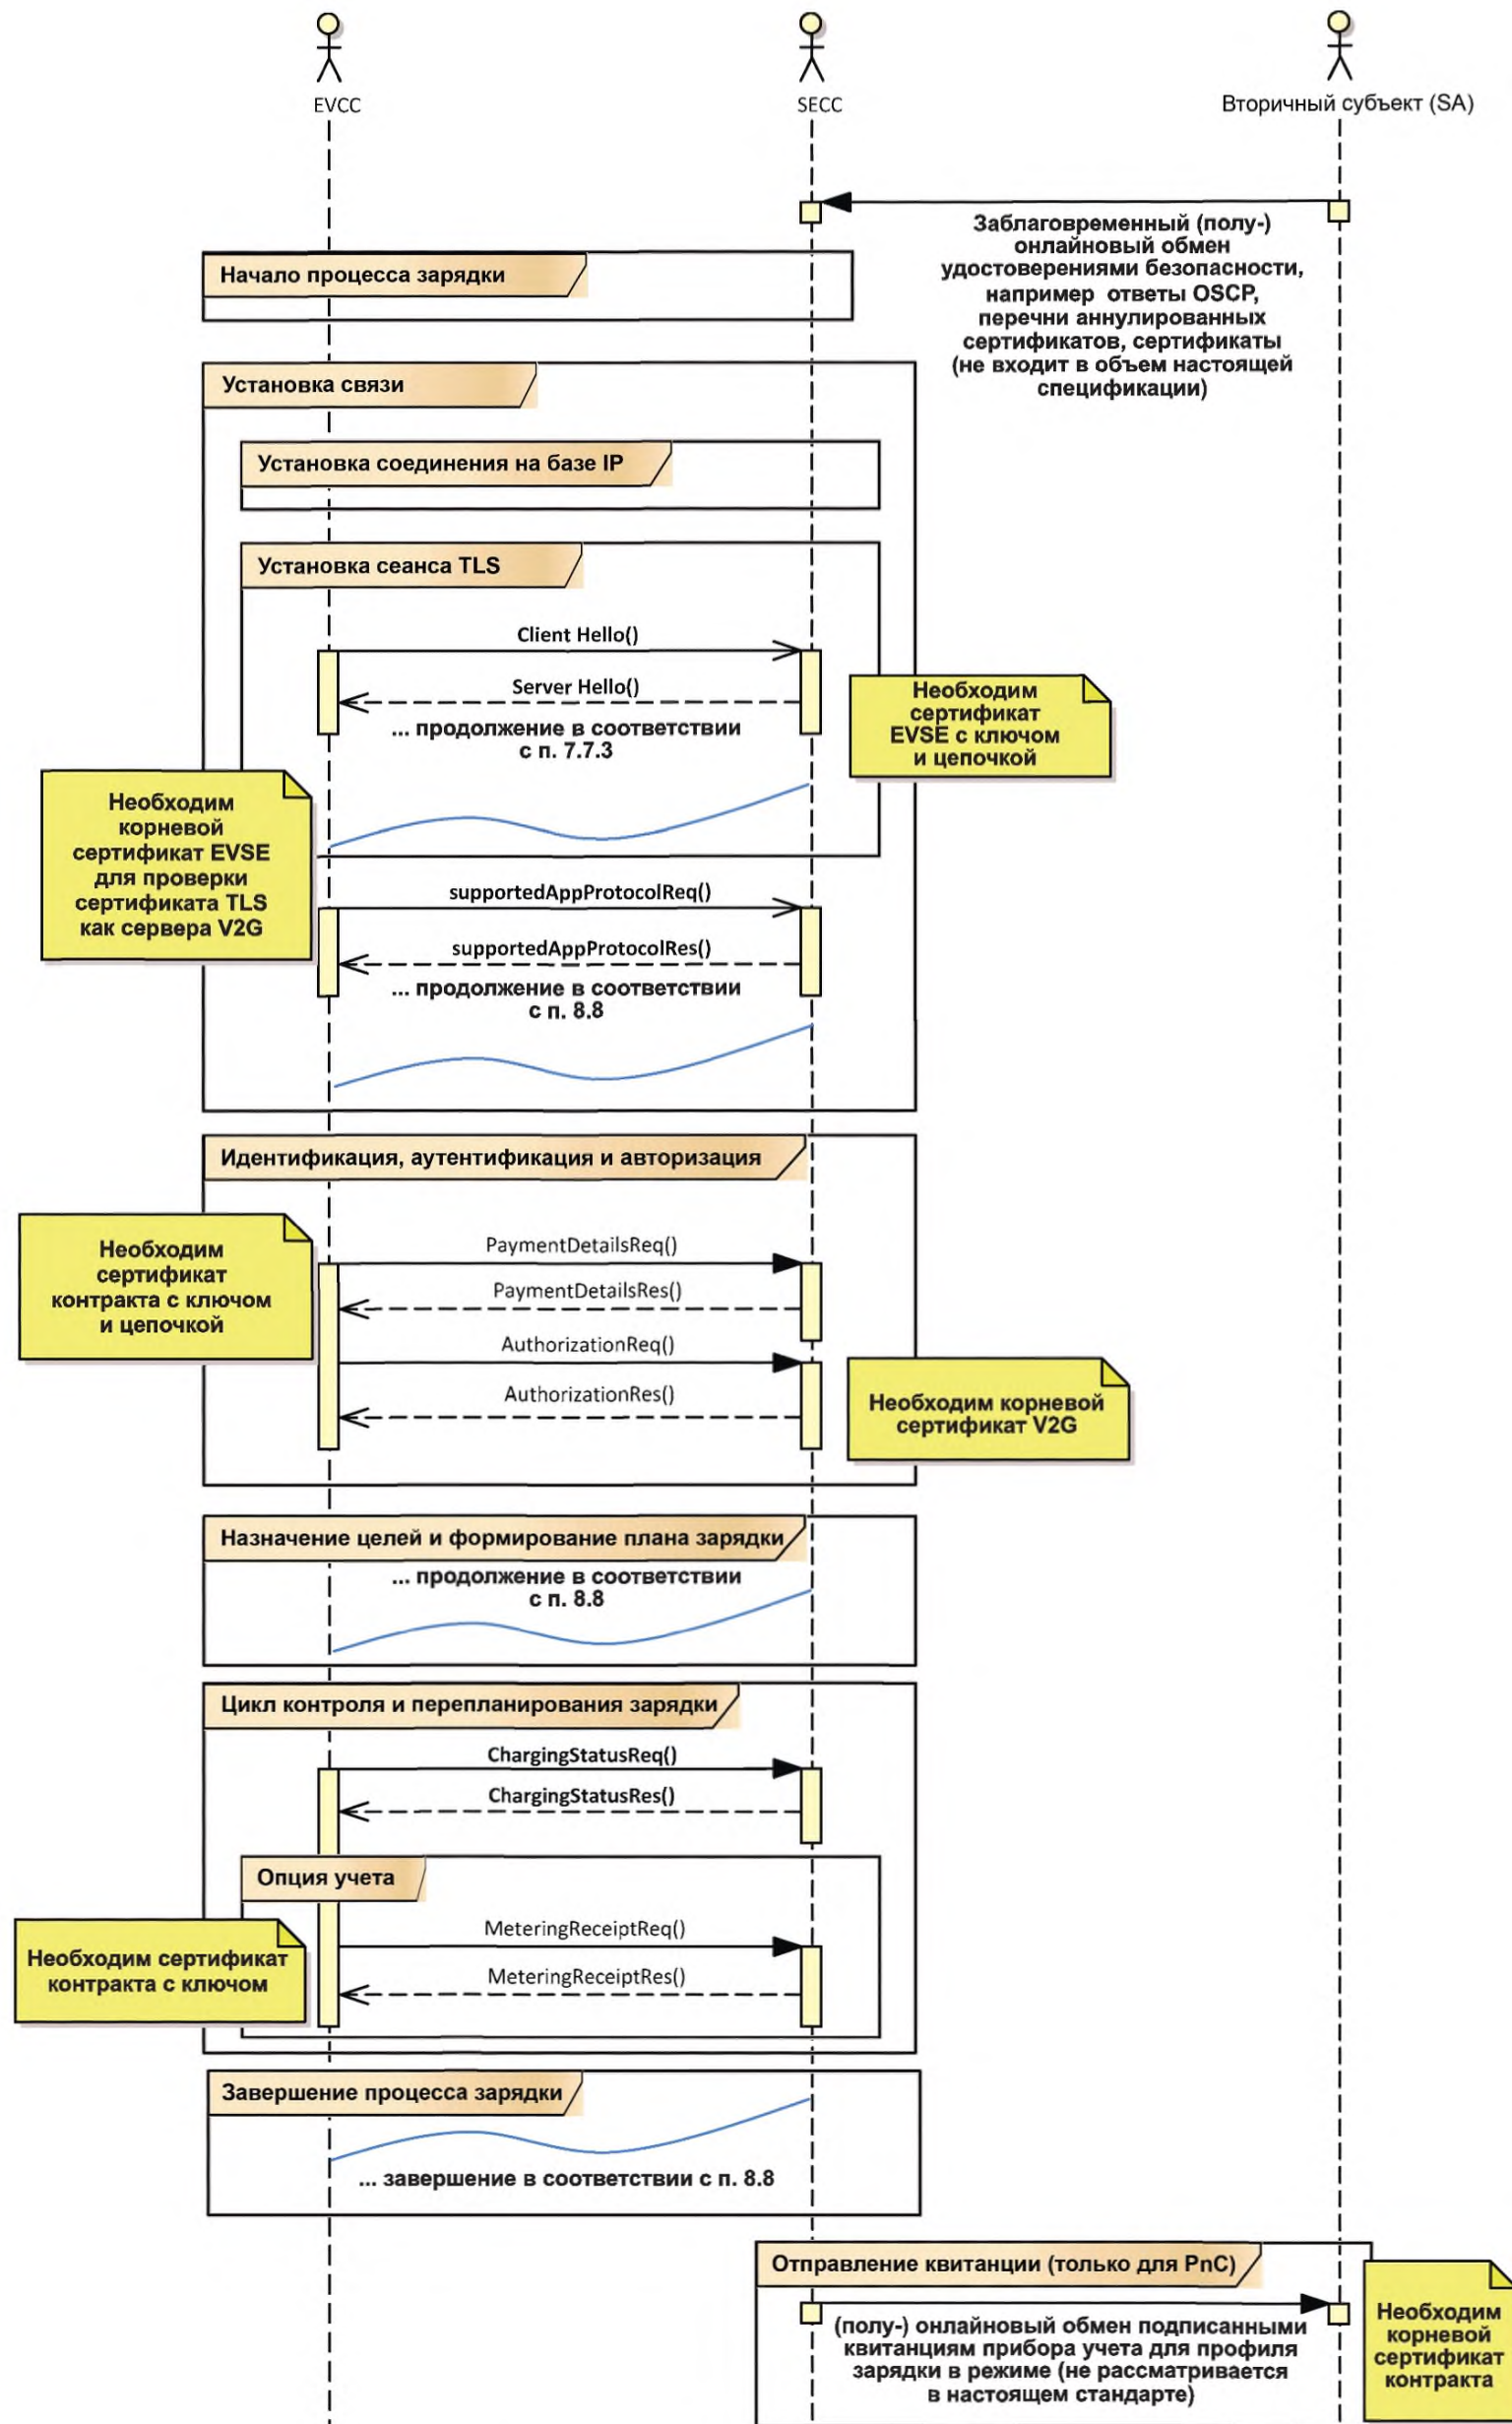 EVCC
SECC
Вторичный субъект (SA)
Заблаговременный (полу-)
онлайновый обмен
удостоверениями безопасности,
например ответы OSCP,
перечни аннулированных
сертификатов, сертификаты
(не входит в объем настоящей
спецификации)
Начало процесса зарядки
Установка связи
Установка соединения на базе IP
Установка сеанса TLS
Client Hello()
Server Hello()
... продолжение в соответствии
с п. 7.7.3
Необходим
сертификат
EVSE с ключом
и цепочкой
Необходим
корневой
сертификат EVSE
для проверки
сертификата TLS
как сервера V2G
supportedAppProtocolReq()
supportedAppProtocolRes()
... продолжение в соответствии
с п. 8.8
Идентификация, аутентификация и авторизация
Необходим
сертификат
контракта с ключом
и цепочкой
PaymentDetailsReq()
PaymentDetailsRes()
AuthorizationReq()
AuthorizationRes()
Необходим корневой
сертификат V2G
Назначение целей и формирование плана зарядки
... продолжение в соответствии
с п. 8.8
Цикл контроля и перепланирования зарядки
ChargingStatusReq()
ChargingStatusRes()
Опция учета
Необходим сертификат
контракта с ключом
MeteringReceiptReq()
MeteringReceiptRes()
Завершение процесса зарядки
... завершение в соответствии с п. 8.8
Отправление квитанции (только для PnC)
(полу-) онлайновый обмен подписанными
квитанциям прибора учета для профиля
зарядки в режиме (не рассматривается
в настоящем стандарте)
Необходим
корневой
сертификат
контракта